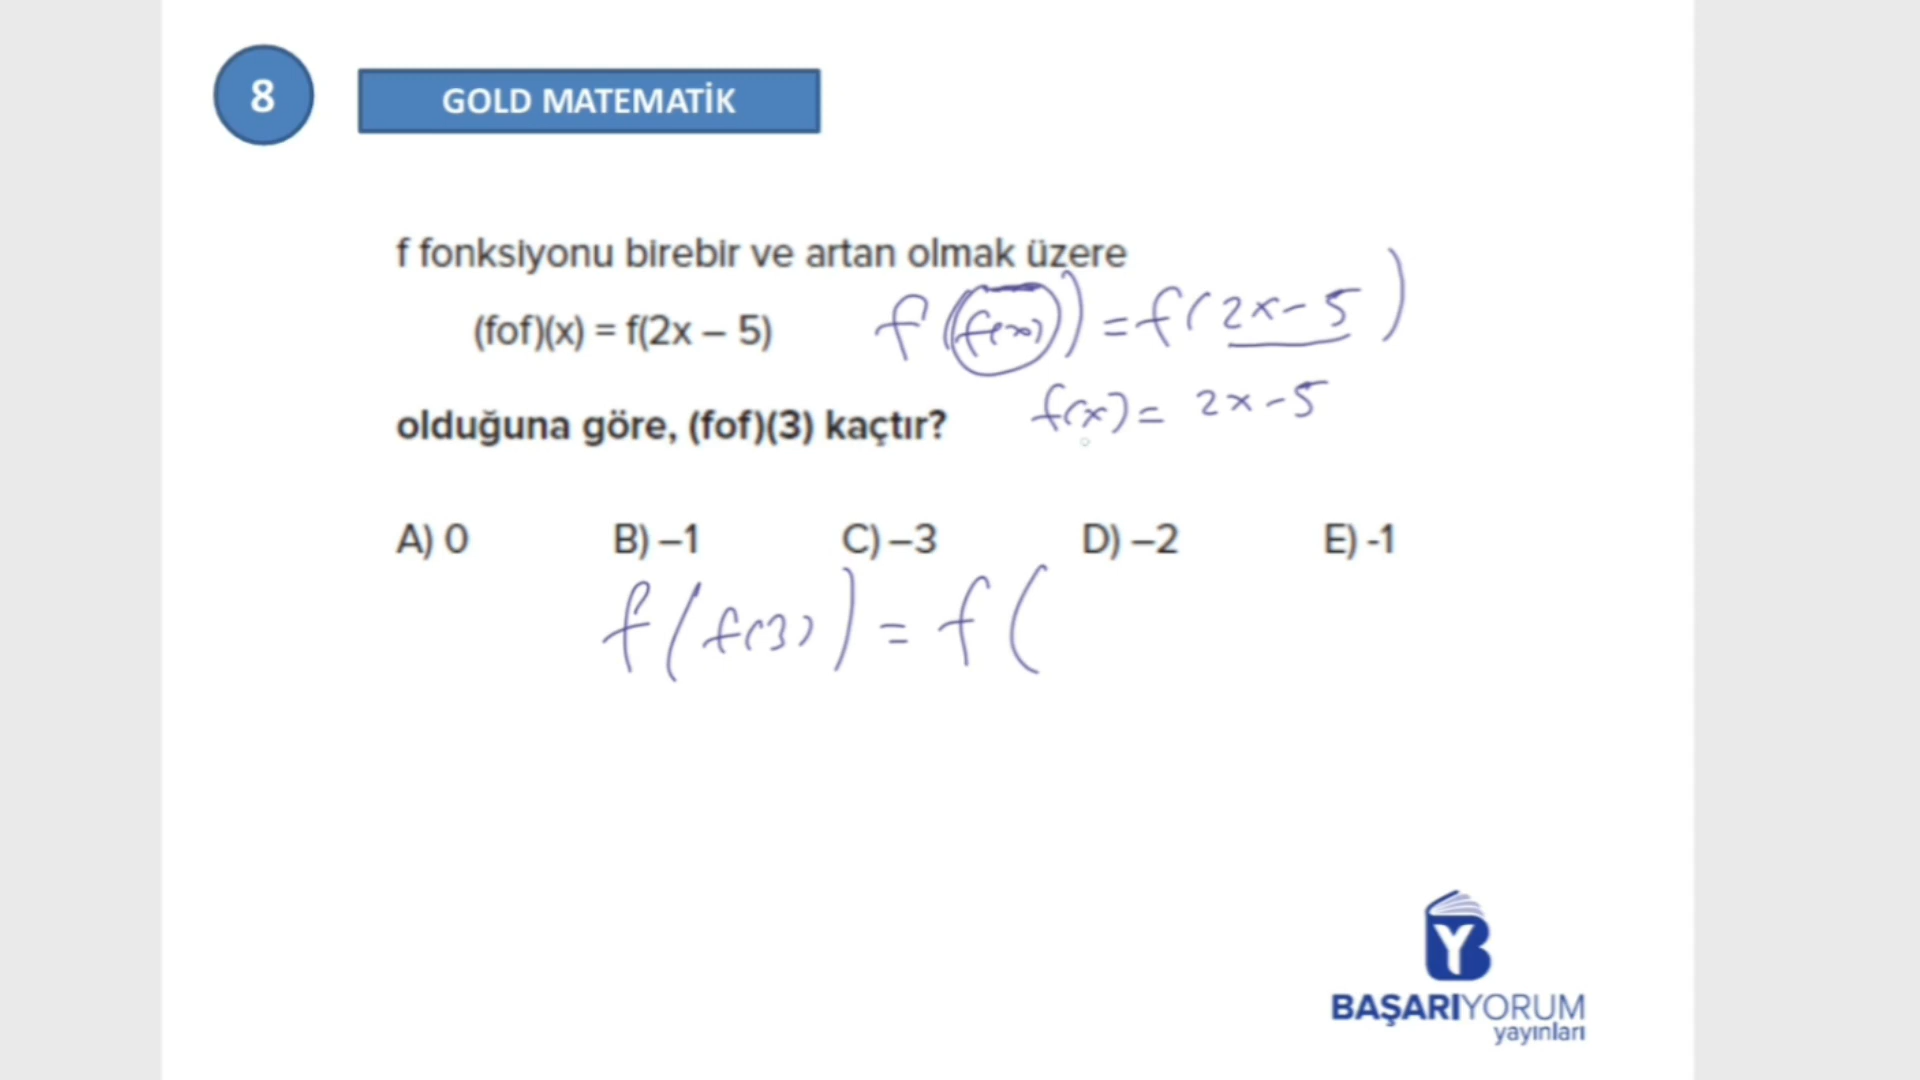 8
GOLD MATEMATİK
f fonksiyonu birebir ve artan olmak üzere
(fof)(x) = f(2x – 5)
f(f(x)) = f(2x-5)
f(x) = 2x-5
olduğuna göre, (fof)(3) kaçtır?
A) 0 B) –1 C) –3 D) –2 E) -1
f(f(3)) = f(
BY
BAŞARIYORUM
yayınları